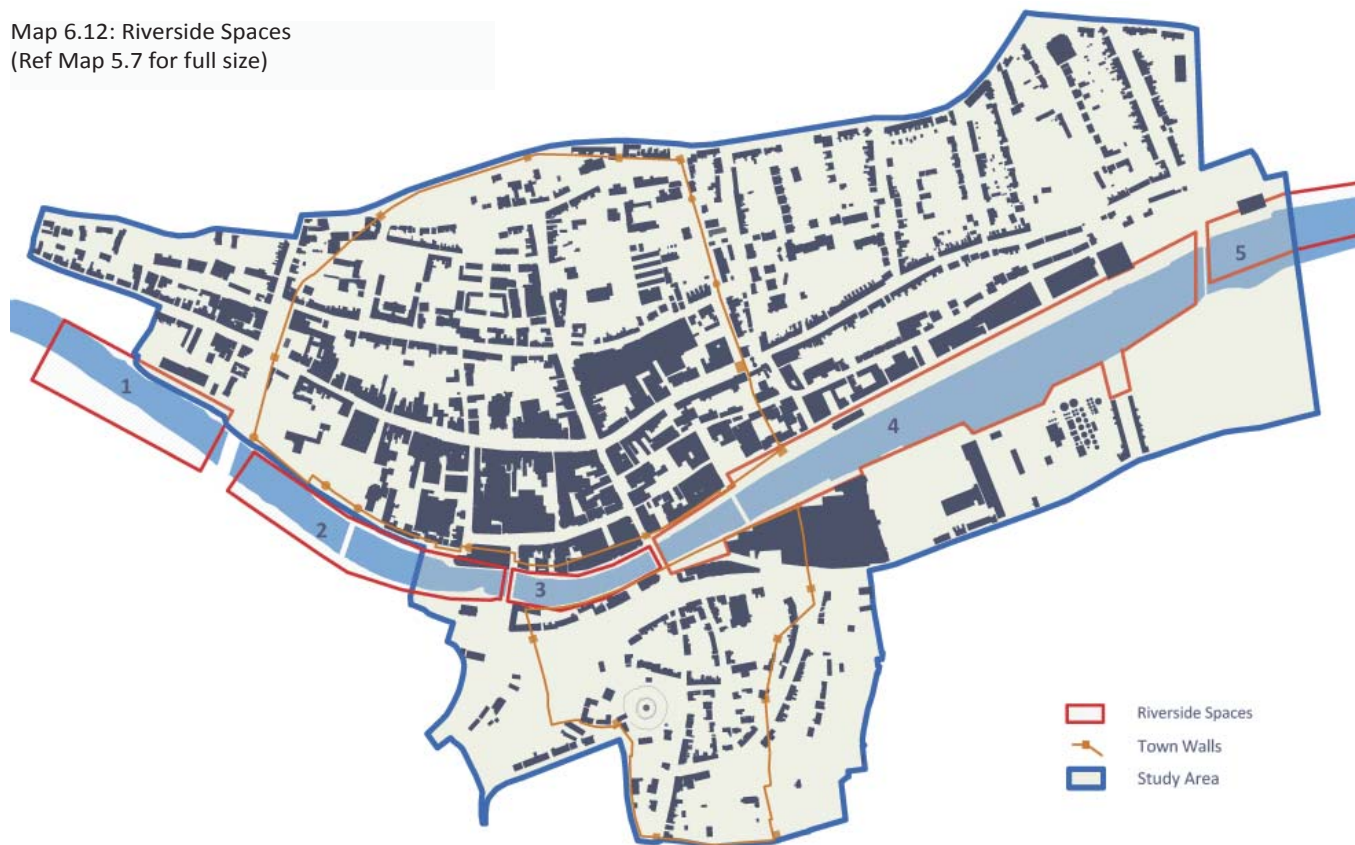 Map 6.12: Riverside Spaces
(Ref Map 5.7 for full size)
1
2
3
4
5
Riverside Spaces
Town Walls
Study Area